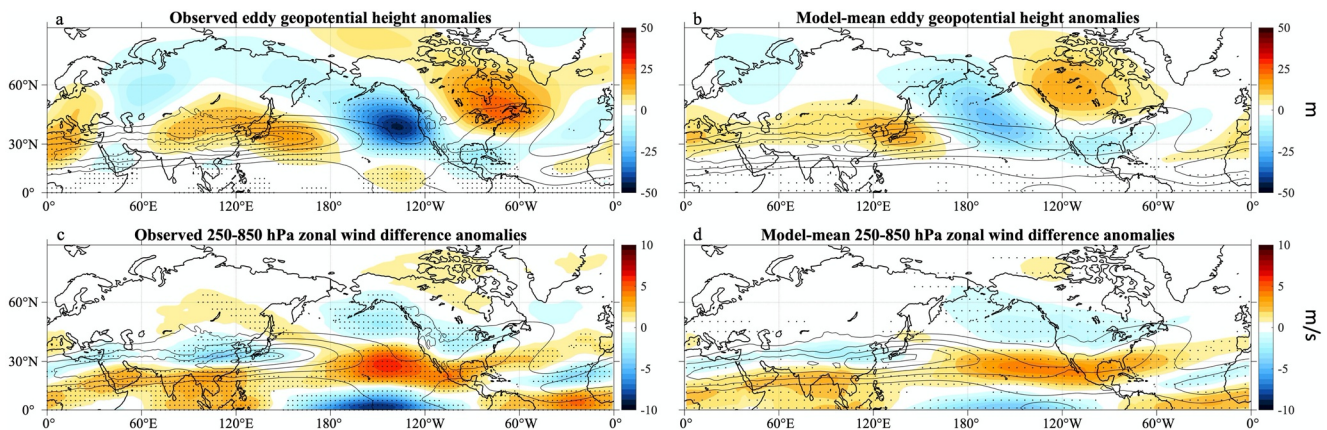 a Observed eddy geopotential height anomalies
50
25
0
-25
-50
60°N
30°N
0°
0° 60°E 120°E 180° 120°W 60°W
b Model-mean eddy geopotential height anomalies
50
25
0
-25
-50
m
60°N
30°N
0°
0° 60°E 120°E 180° 120°W 60°W
c Observed 250-850 hPa zonal wind difference anomalies
10
5
0
-5
-10
60°N
30°N
0°
0° 60°E 120°E 180° 120°W 60°W
d Model-mean 250-850 hPa zonal wind difference anomalies
10
5
0
-5
-10
m/s
60°N
30°N
0°
0° 60°E 120°E 180° 120°W 60°W